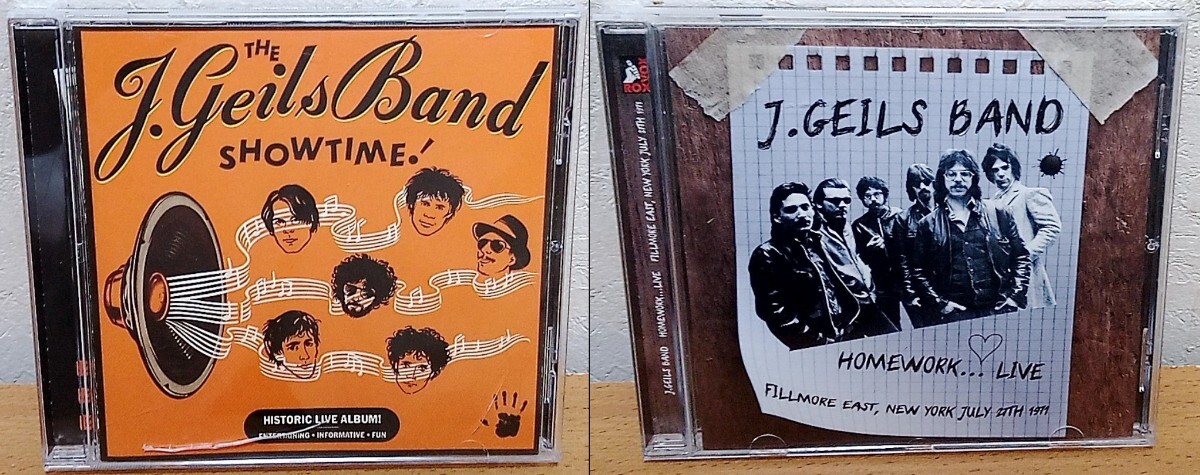 THE
J. Geils Band
SHOWTIME!
HISTORIC LIVE ALBUM!
ENTERTAINING • INFORMATIVE • FUN
ROXVOX
J.GEILS BAND HOMEWORK...LIVE FILLMORE EAST, NEW YORK JULY 27TH 1971
J.GEILS BAND
HOMEWORK... LIVE
FILLMORE EAST, NEW YORK JULY 27TH 1971